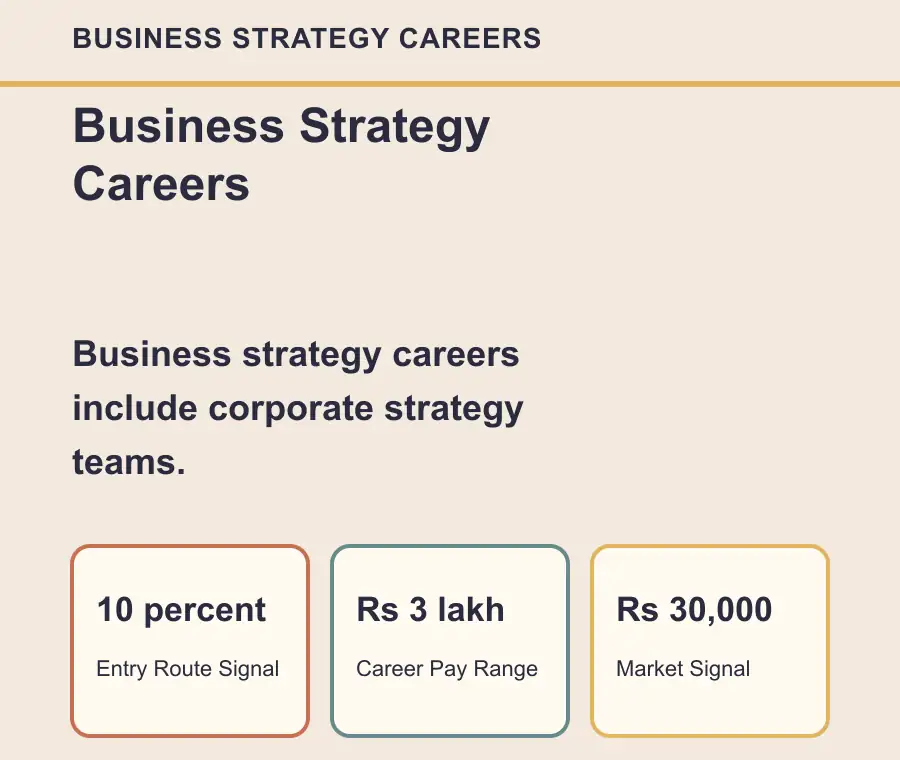 BUSINESS STRATEGY CAREERS
Business Strategy
Careers
Business strategy careers
include corporate strategy
teams.
10 percent
Entry Route Signal
Rs 3 lakh
Career Pay Range
Rs 30,000
Market Signal